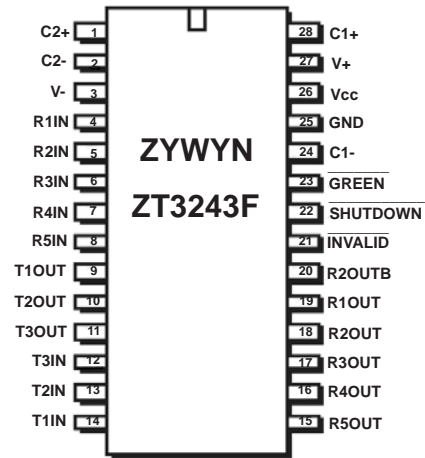 C2+ 1 28 C1+
C2- 2 27 V+
V- 3 26 Vcc
R1IN 4 25 GND
R2IN 5 24 C1-
R3IN 6 23 GREEN
R4IN 7 22 SHUTDOWN
R5IN 8 21 INVALID
T1OUT 9 20 R2OUTB
T2OUT 10 19 R1OUT
T3OUT 11 18 R2OUT
T3IN 12 17 R3OUT
T2IN 13 16 R4OUT
T1IN 14 15 R5OUT
ZYWYN
ZT3243F